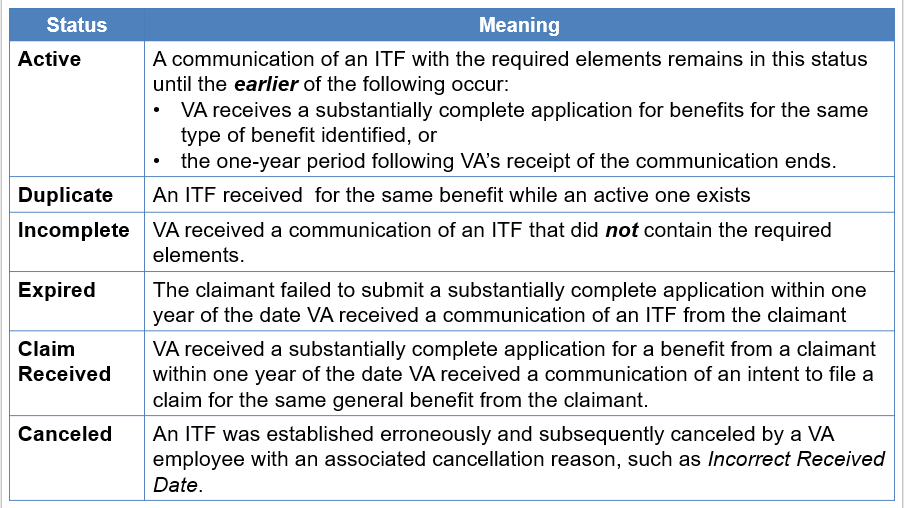 Status Meaning
Active A communication of an ITF with the required elements remains in this status
until the earlier of the following occur:
• VA receives a substantially complete application for benefits for the same
type of benefit identified, or
• the one-year period following VA’s receipt of the communication ends.
Duplicate An ITF received for the same benefit while an active one exists
Incomplete VA received a communication of an ITF that did not contain the required
elements.
Expired The claimant failed to submit a substantially complete application within one
year of the date VA received a communication of an ITF from the claimant
Claim VA received a substantially complete application for a benefit from a claimant
Received within one year of the date VA received a communication of an intent to file a
claim for the same general benefit from the claimant.
Canceled An ITF was established erroneously and subsequently canceled by a VA
employee with an associated cancellation reason, such as Incorrect Received
Date.